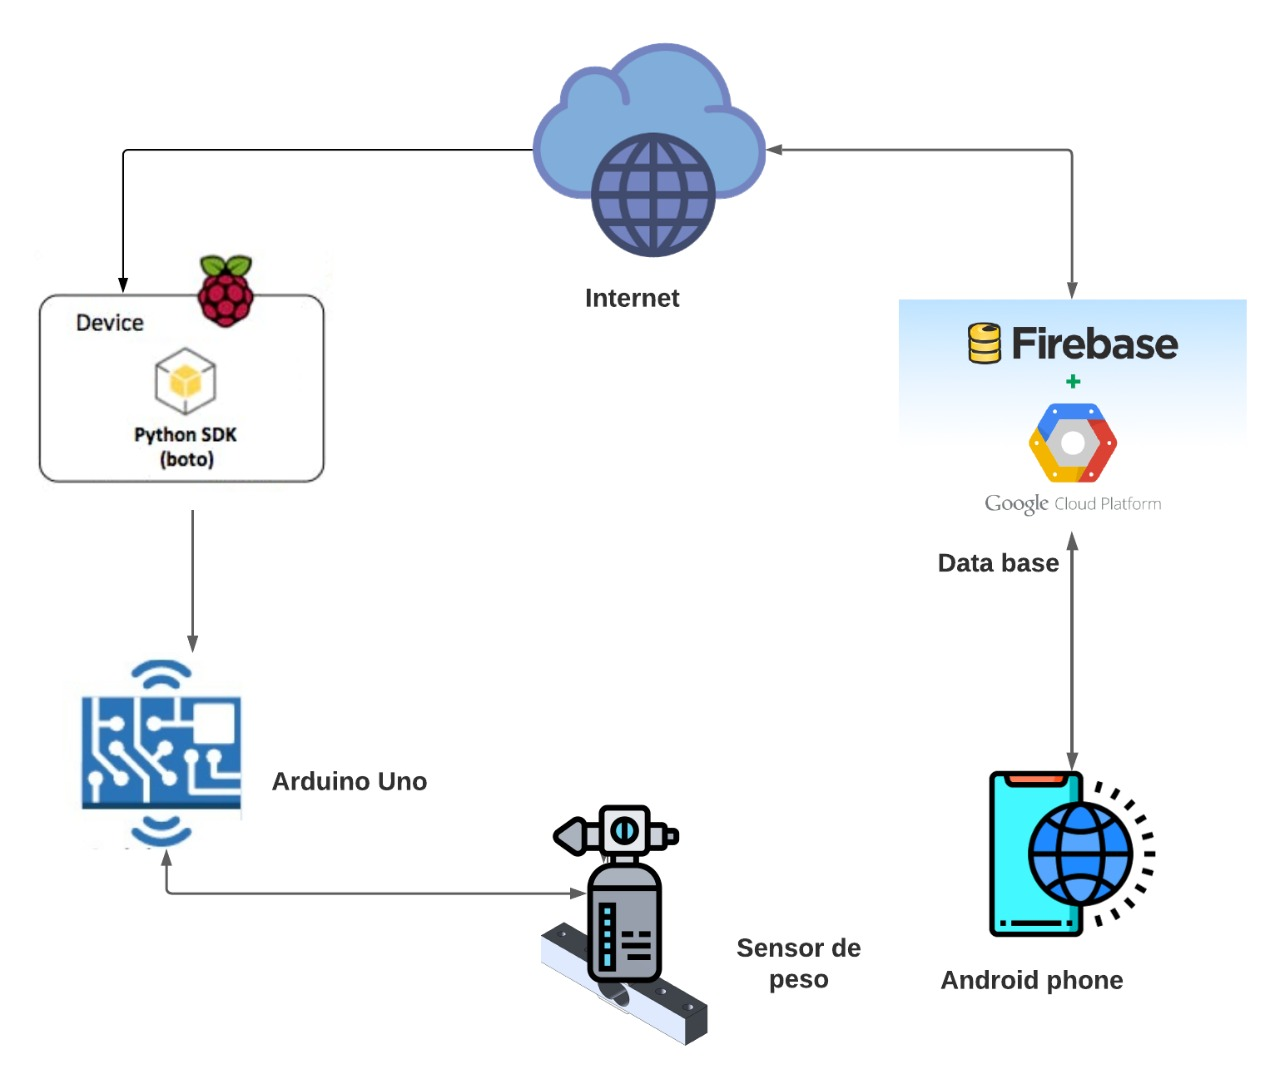 Internet
Device
Python SDK
(boto)
Firebase
+
Google Cloud Platform
Data base
Arduino Uno
Sensor de
peso
Android phone